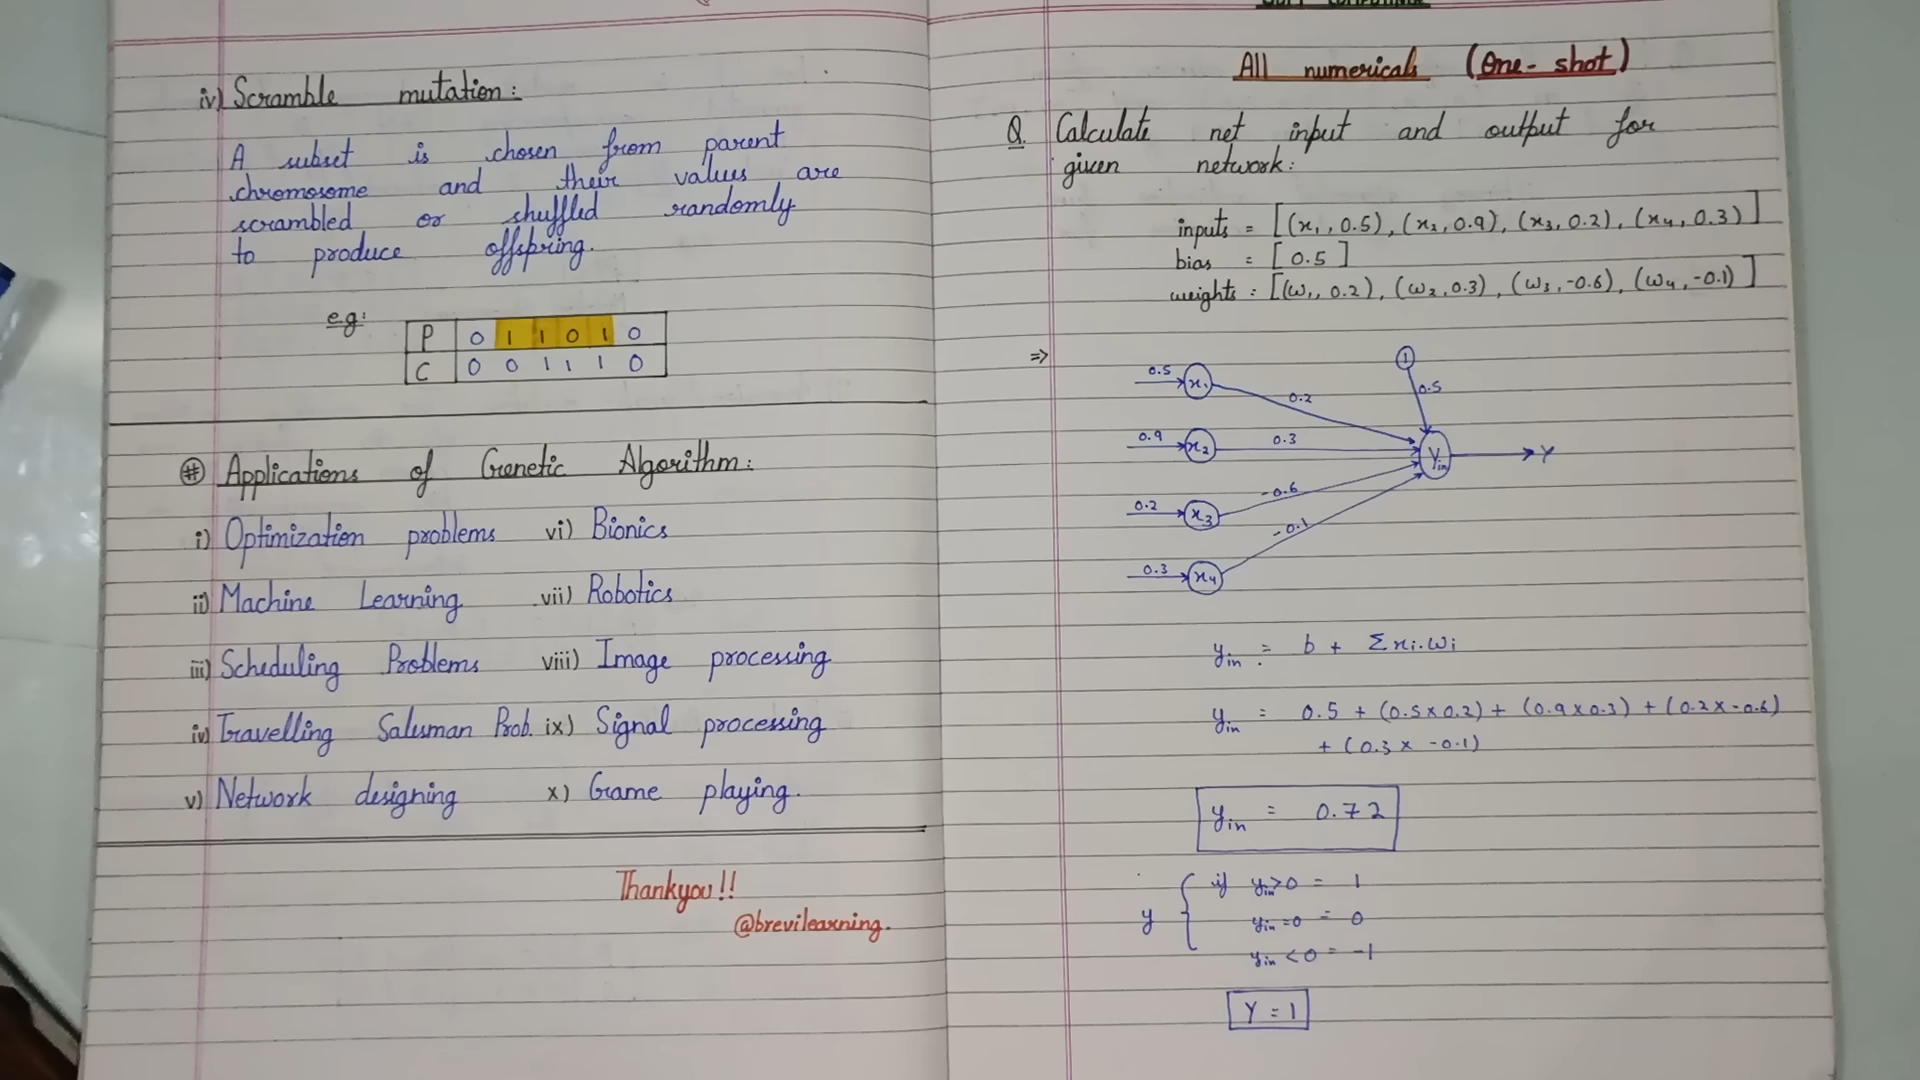 iv) Scramble mutation:
A subset is chosen from parent
chromosome and their values are
scrambled or shuffled randomly
to produce offspring.
e.g:
P 0 1 1 0 1 0
C 0 0 1 1 1 0
# Applications of Genetic Algorithm:
i) Optimization problems vi) Bionics
ii) Machine Learning vii) Robotics
iii) Scheduling Problems viii) Image processing
iv) Travelling Salesman Prob. ix) Signal processing
v) Network designing x) Game playing.
Thankyou!!
@brevilearning.
All numericals (One-shot)
Q. Calculate net input and output for
given network:
inputs = [(x₁, 0.5), (x₂, 0.9), (x₃, 0.2), (x₄, 0.3)]
bias = [0.5]
weights = [(ω₁, 0.2), (ω₂, 0.3), (ω₃, -0.6), (ω₄, -0.1)]
⇒
1
0.5 x₁ 0.2 0.5
0.9 x₂ 0.3 Yin Y
0.2 x₃ -0.6
0.3 x₄ -0.1
yin = b + Σxi.ωi
yin = 0.5 + (0.5×0.2) + (0.9×0.3) + (0.2×-0.6)
+ (0.3 × -0.1)
yin = 0.72
y { if yin>0 = 1
yin=0 = 0
yin<0 = -1
Y = 1